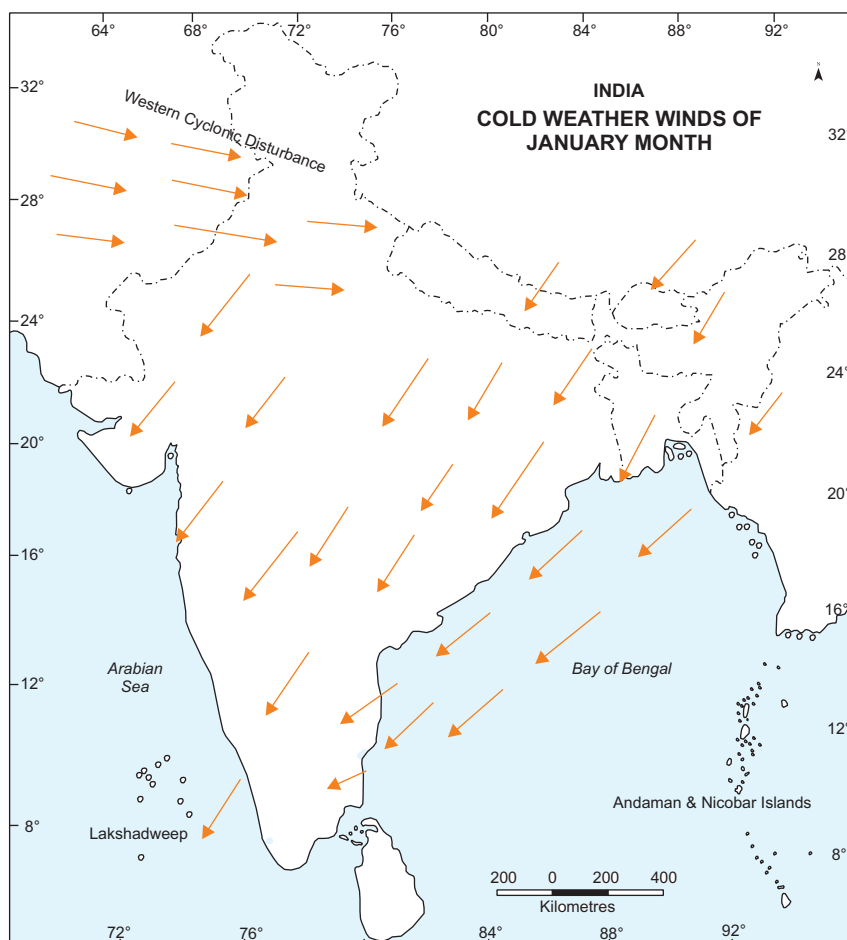 64° 68° 72° 76° 80° 84° 88° 92°
N
32°
INDIA
COLD WEATHER WINDS OF
JANUARY MONTH
Western Cyclonic Disturbance
32°
28°
28°
24°
24°
20°
20°
16°
16°
Arabian
Sea
Bay of Bengal
12°
12°
Andaman & Nicobar Islands
8°
Lakshadweep
8°
200 0 200 400
Kilometres
72° 76° 84° 88° 92°